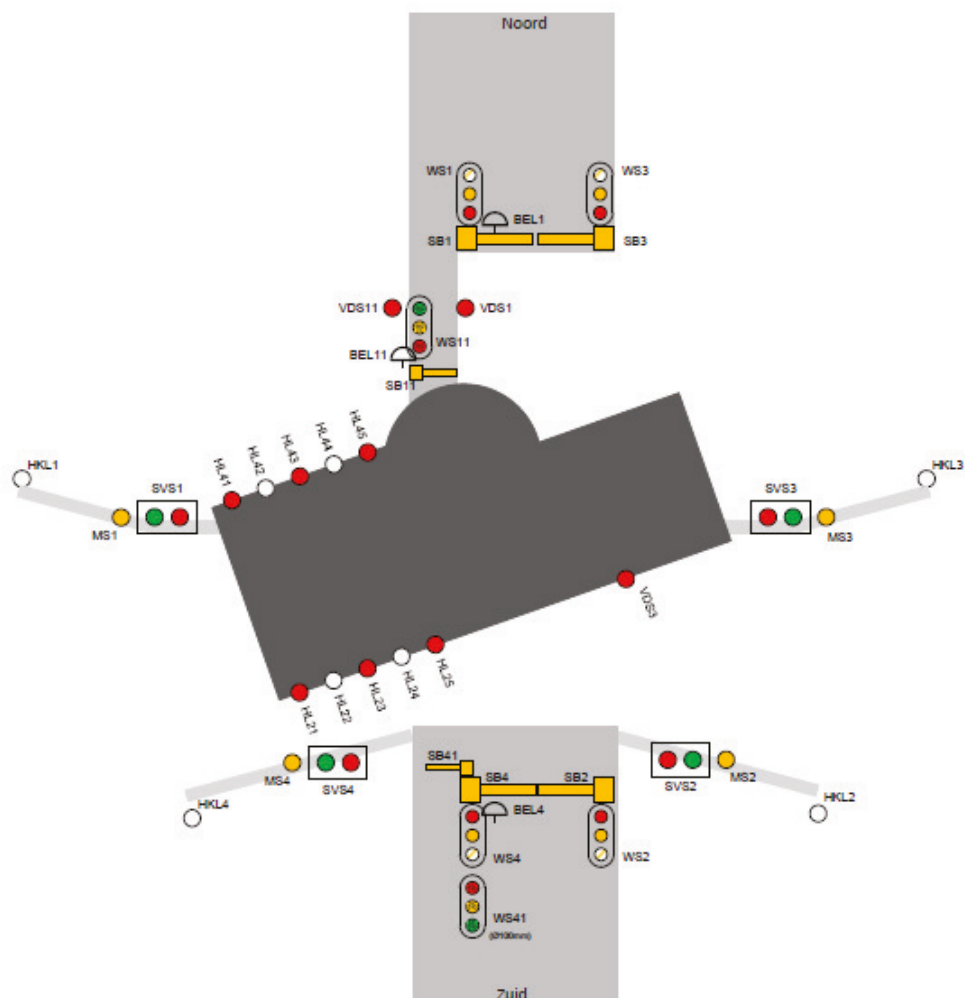 Noord
WS1
WS3
BEL1
SB1
SB3
VDS11
VDS1
WS11
BEL11
SB11
HL41
HL42
HL43
HL44
HL45
HKL1
HKL3
SVS1
SVS3
MS1
MS3
VDS3
HL21
HL22
HL23
HL24
HL25
SB41
SB4
SB2
MS4
SVS4
SVS2
MS2
HKL4
HKL2
BEL4
WS4
WS2
WS41
(Ø100mm)
Zuid